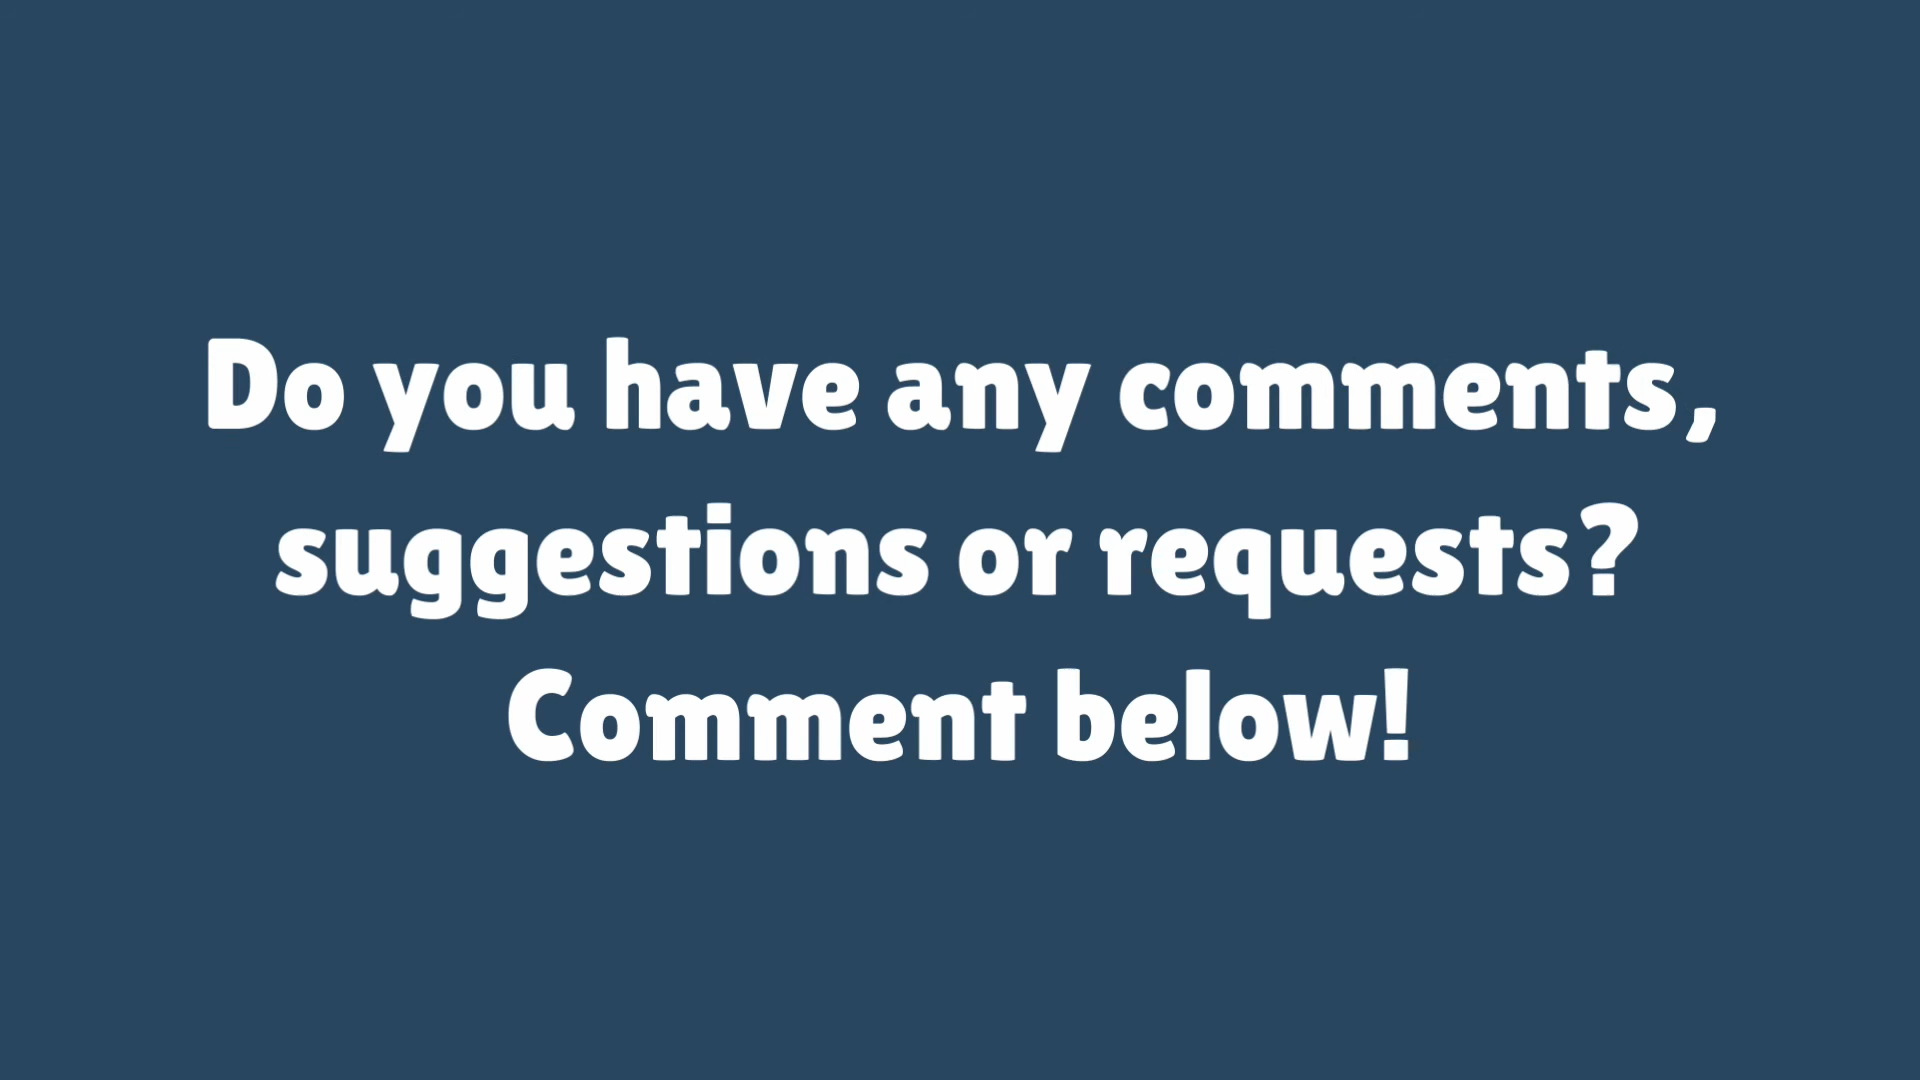 Do you have any comments,
suggestions or requests?
Comment below!